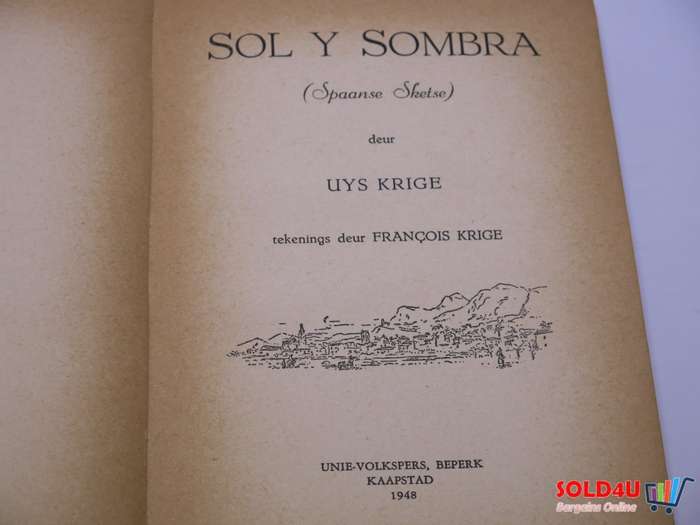 SOL Y SOMBRA
(Spaanse Sketse)
deur
UYS KRIGE
tekenings deur FRANÇOIS KRIGE
UNIE-VOLKSPERS, BEPERK
KAAPSTAD
1948
SOLD4U
Bargains Online